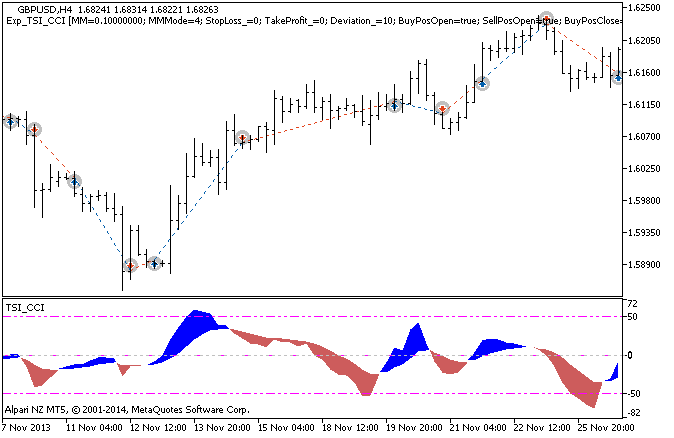 GBPUSD,H4 1.68241 1.68314 1.68221 1.68263
Exp_TSI_CCI [MM=0.10000000; MMMode=4; StopLoss_=0; TakeProfit_=0; Deviation_=10; BuyPosOpen=true; SellPosOpen=true; BuyPosClose=
1.62500
1.62050
1.61600
1.61150
1.60700
1.60250
1.59800
1.59350
1.58900
TSI_CCI
72
50
0
-50
-82
Alpari NZ MT5, © 2001-2014, MetaQuotes Software Corp.
7 Nov 2013 11 Nov 04:00 12 Nov 12:00 13 Nov 20:00 15 Nov 04:00 18 Nov 12:00 19 Nov 20:00 21 Nov 04:00 22 Nov 12:00 25 Nov 20:00